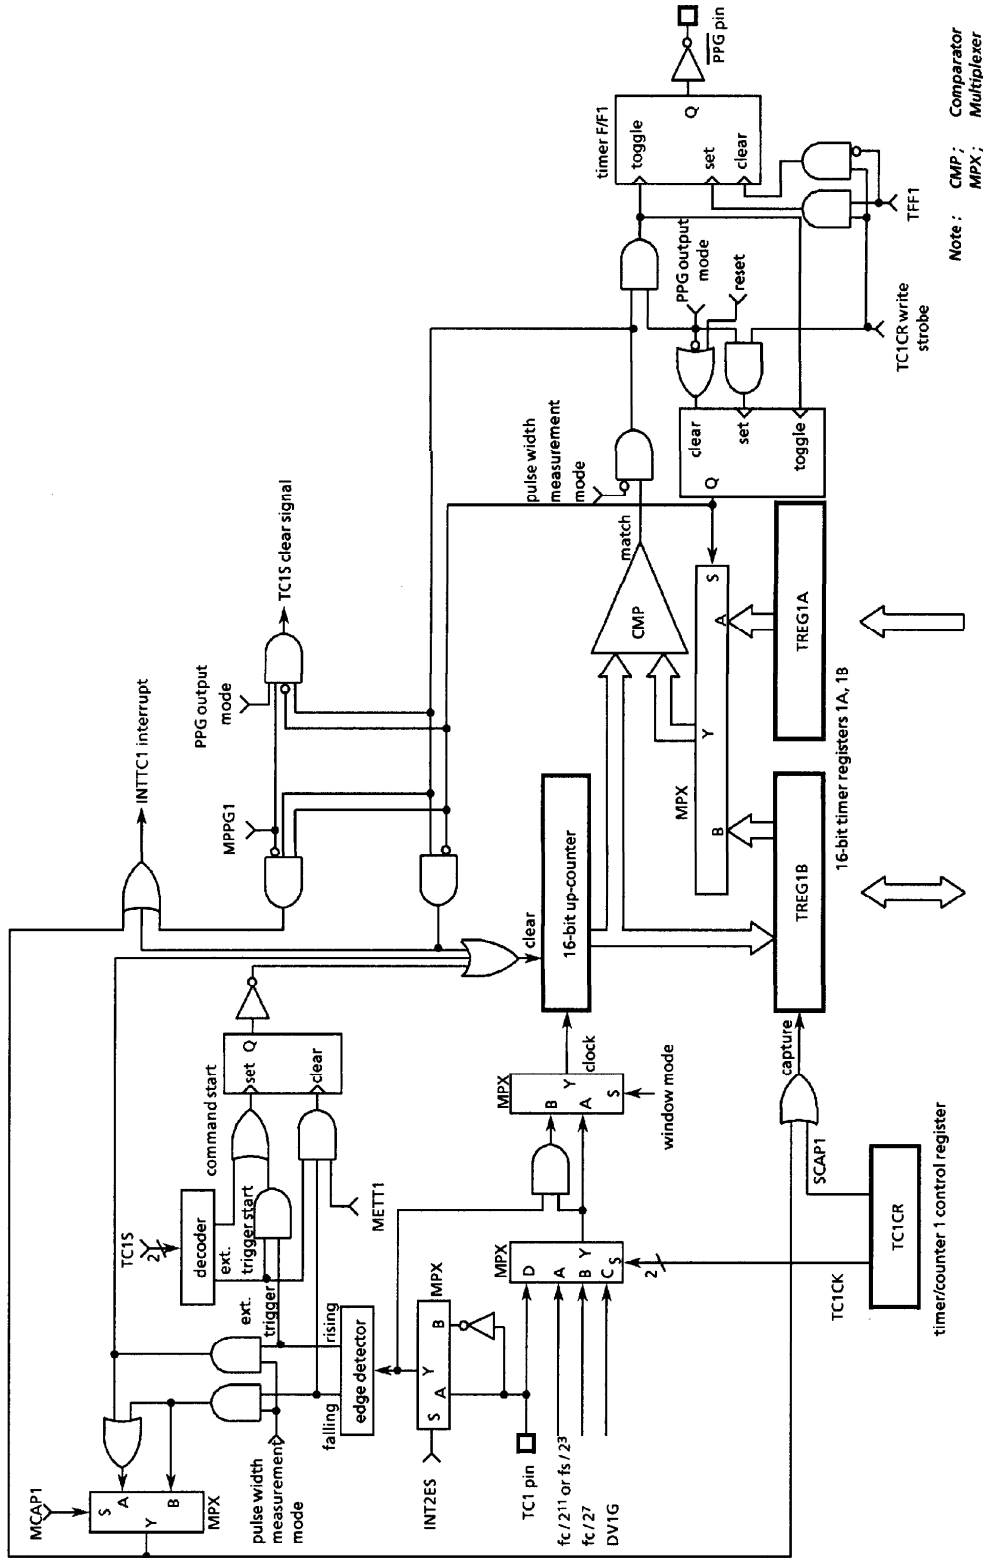 PPG pin
timer F/F1
toggle
Q
set
clear
TFF1
Note :
CMP ;
Comparator
MPX ;
Multiplexer
PPG output
mode
reset
TC1CR write
strobe
pulse width
measurement
mode
clear
Q
set
toggle
match
CMP
S
A
Y
B
MPX
TREG1A
TREG1B
16-bit timer registers 1A, 1B
TC1S clear signal
PPG output
mode
MPPG1
INTTC1 interrupt
clear
16-bit up-counter
command start
set
Q
clear
TC1S
2
decoder
ext.
trigger start
METT1
ext.
trigger
rising
falling
edge detector
MPX
B
Y
A
S
clock
window mode
capture
SCAP1
TC1CR
timer/counter 1 control register
TC1CK
2
MPX
D
A
B
Y
C
S
MPX
S
A
Y
B
INT2ES
TC1 pin
fc / 2¹¹ or fs / 2³
fc / 2⁷
DV1G
pulse width
measurement
mode
MCAP1
S
A
Y
B
MPX